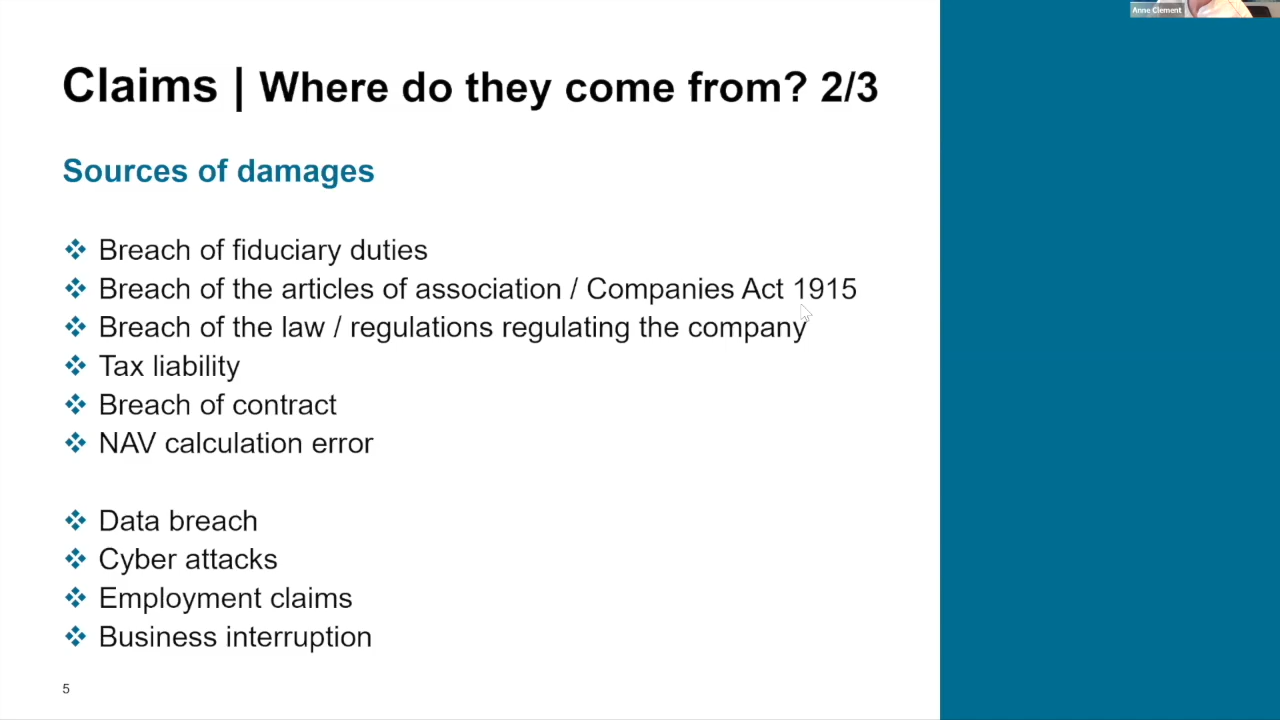 Anne Clement
Claims | Where do they come from? 2/3
Sources of damages
❖ Breach of fiduciary duties
❖ Breach of the articles of association / Companies Act 1915
❖ Breach of the law / regulations regulating the company
❖ Tax liability
❖ Breach of contract
❖ NAV calculation error
❖ Data breach
❖ Cyber attacks
❖ Employment claims
❖ Business interruption
5